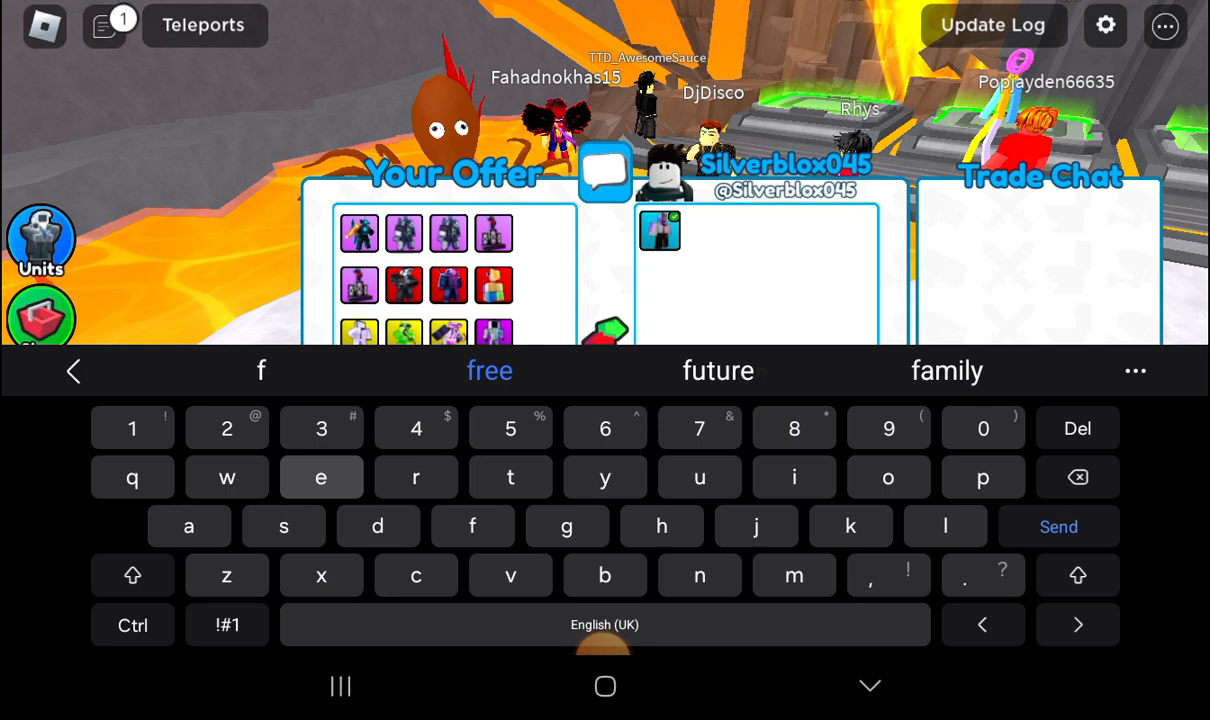 1
Teleports
Update Log
TTD_AwesomeSauce
Fahadnokhas15
DjDisco
Popjayden66635
Rhys
Your Offer
Silverblox045
@Silverblox045
Trade Chat
Units
f free future family
1 ! 2 @ 3 # 4 $ 5 % 6 ^ 7 & 8 * 9 ( 0 ) Del
q w e r t y u i o p
a s d f g h j k l Send
z x c v b n m , ! . ?
Ctrl !#1 English (UK) < >